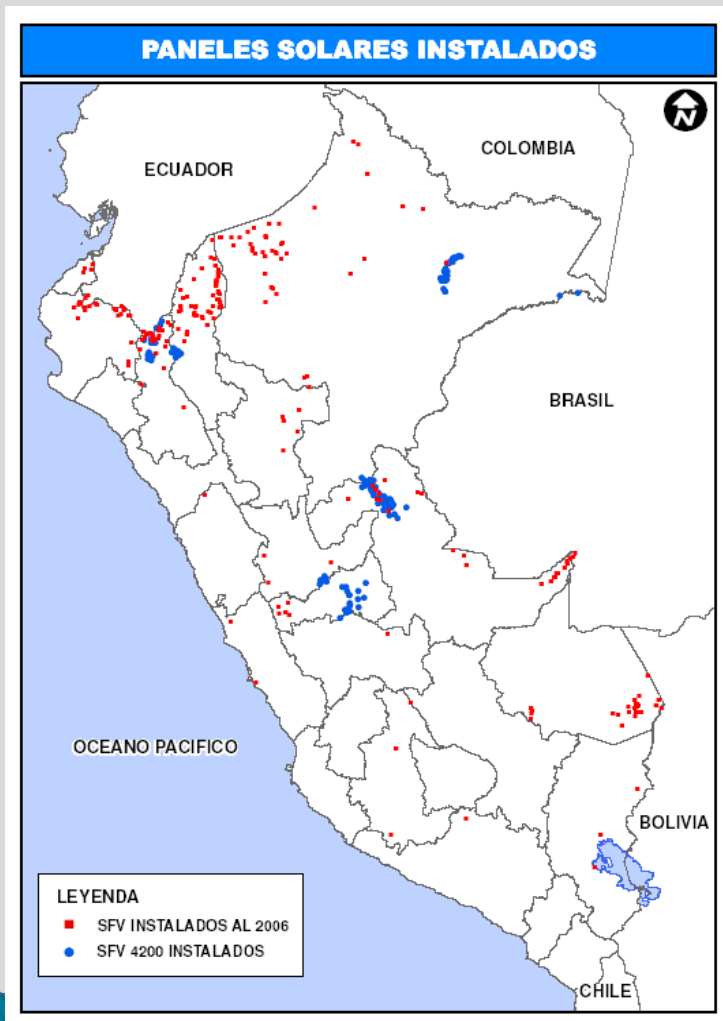 PANELES SOLARES INSTALADOS
N
COLOMBIA
ECUADOR
BRASIL
OCEANO PACIFICO
BOLIVIA
LEYENDA
SFV INSTALADOS AL 2006
SFV 4200 INSTALADOS
CHILE